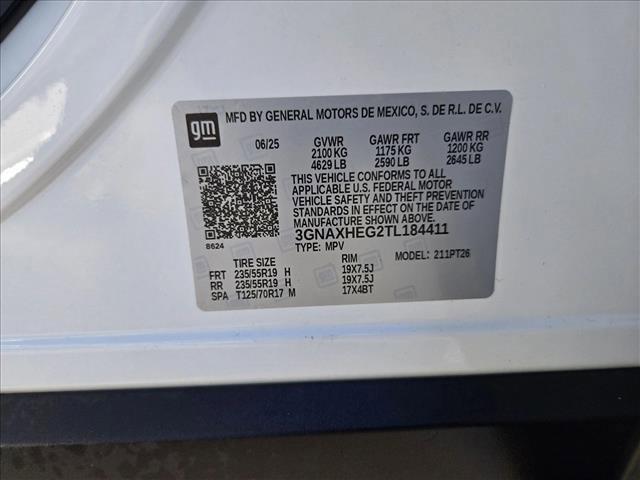 gm
MFD BY GENERAL MOTORS DE MEXICO, S. DE R.L. DE C.V.
06/25 GVWR GAWR FRT GAWR RR
2100 KG 1175 KG 1200 KG
4629 LB 2590 LB 2645 LB
THIS VEHICLE CONFORMS TO ALL
APPLICABLE U.S. FEDERAL MOTOR
VEHICLE SAFETY AND THEFT PREVENTION
STANDARDS IN EFFECT ON THE DATE OF
MANUFACTURE SHOWN ABOVE.
3GNAXHEG2TL184411
8624
TYPE: MPV MODEL: 211PT26
TIRE SIZE RIM
FRT 235/55R19 H 19X7.5J
RR 235/55R19 H 19X7.5J
SPA T125/70R17 M 17X4BT